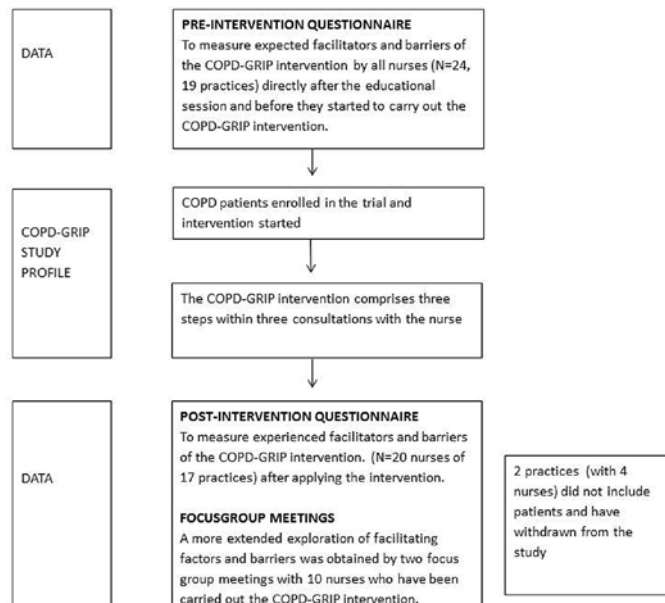 DATA
PRE-INTERVENTION QUESTIONNAIRE
To measure expected facilitators and barriers of
the COPD-GRIP intervention by all nurses (N=24,
19 practices) directly after the educational
session and before they started to carry out the
COPD-GRIP intervention.
COPD-GRIP
STUDY
PROFILE
COPD patients enrolled in the trial and
intervention started
The COPD-GRIP intervention comprises three
steps within three consultations with the nurse
DATA
POST-INTERVENTION QUESTIONNAIRE
To measure experienced facilitators and barriers
of the COPD-GRIP intervention. (N=20 nurses of
17 practices) after applying the intervention.
FOCUSGROUP MEETINGS
A more extended exploration of facilitating
factors and barriers was obtained by two focus
group meetings with 10 nurses who have been
carried out the COPD-GRIP intervention.
2 practices (with 4
nurses) did not include
patients and have
withdrawn from the
study